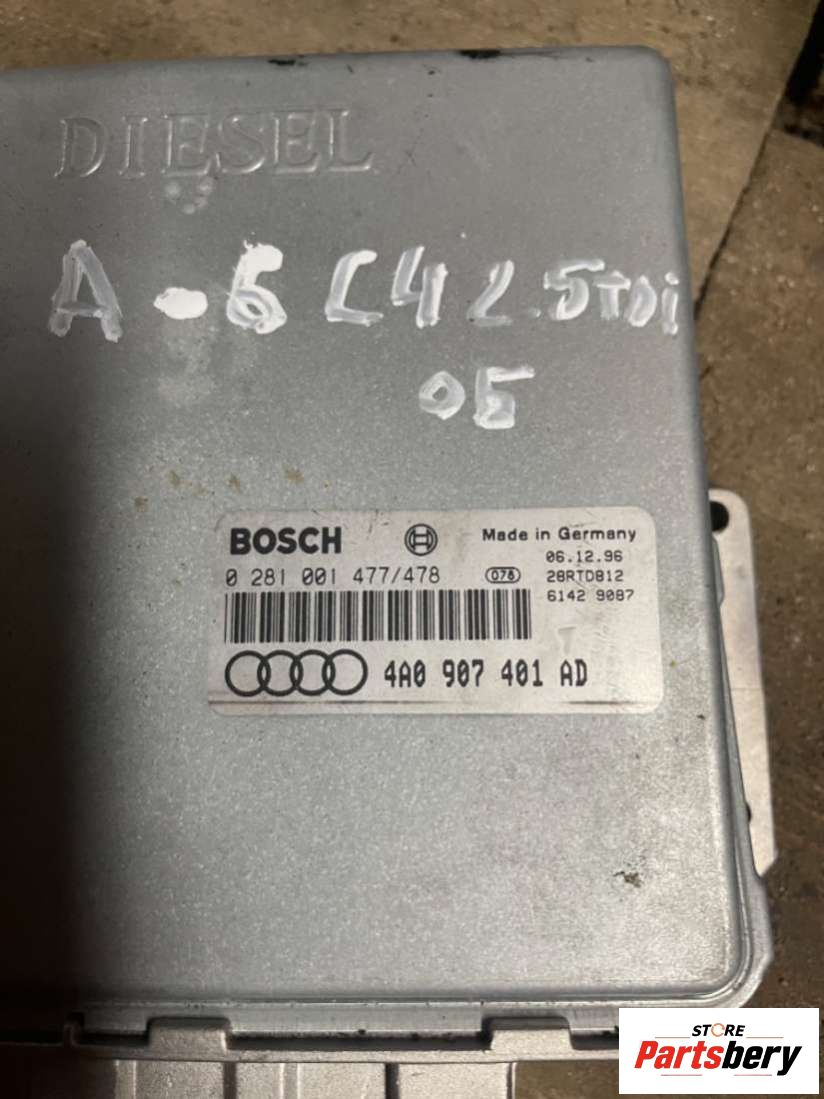 DIESEL
A-6 C4 2.5TDi
05
BOSCH
Made in Germany
06.12.96
0 281 001 477/478
078
28RTD812
6142 9087
4A0 907 401 AD
STORE
Partsbery